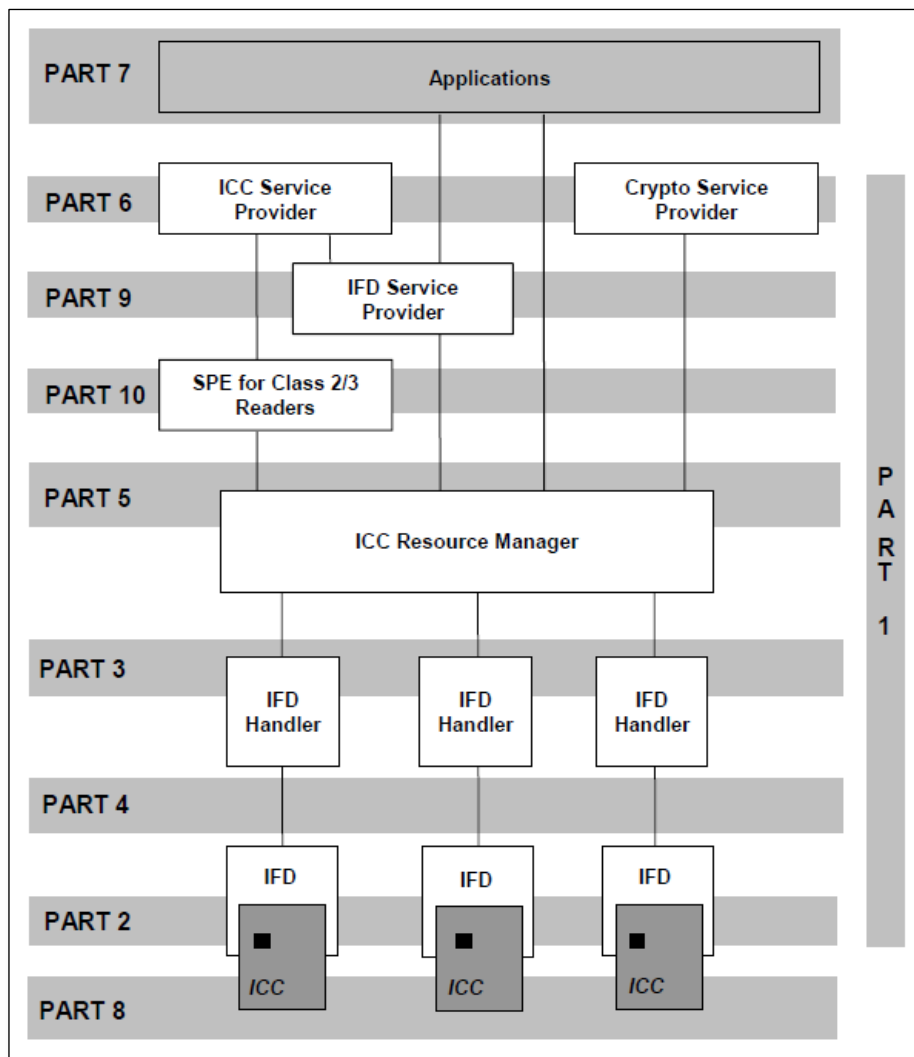 PART 7
Applications
PART 6
ICC Service
Provider
Crypto Service
Provider
PART 9
IFD Service
Provider
PART 10
SPE for Class 2/3
Readers
PART 5
ICC Resource Manager
PART 3
IFD
Handler
IFD
Handler
IFD
Handler
PART 4
IFD
IFD
IFD
PART 2
ICC
ICC
ICC
PART 8
PART 1